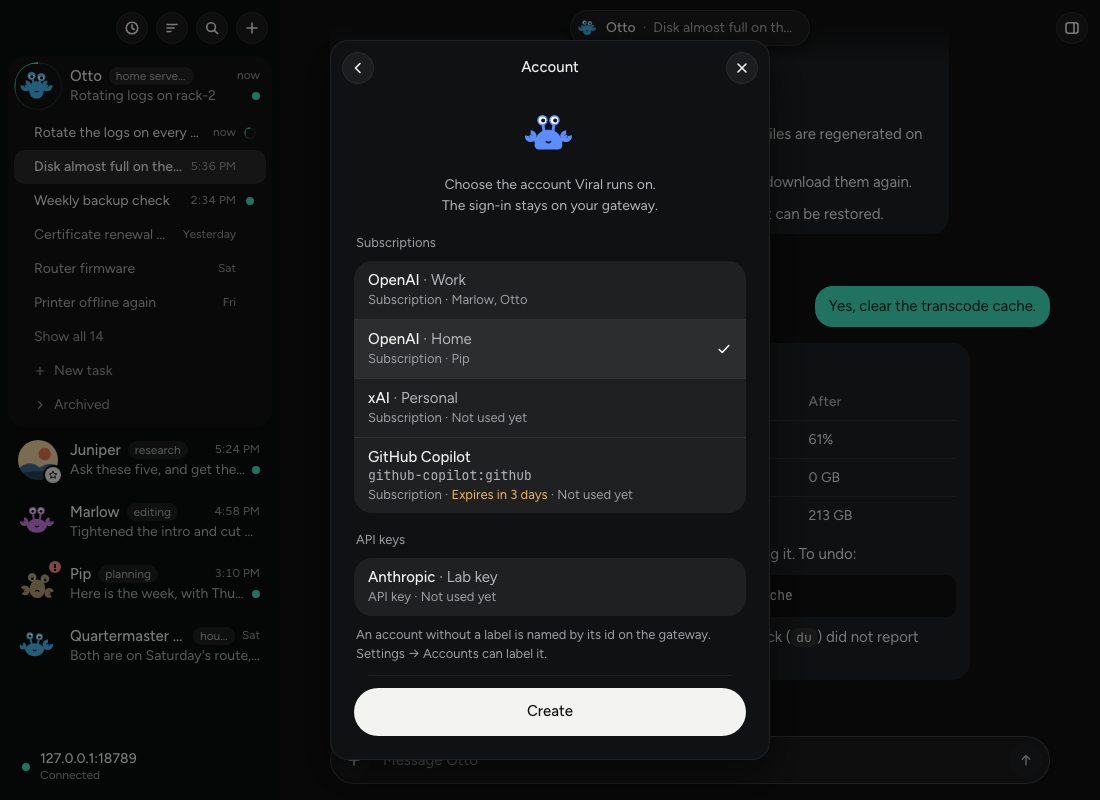 Otto · Disk almost full on th...
Otto home serve... now
Rotating logs on rack-2
Rotate the logs on every ... now
Disk almost full on the... 5:36 PM
Weekly backup check 2:34 PM
Certificate renewal ... Yesterday
Router firmware Sat
Printer offline again Fri
Show all 14
+ New task
Archived
Juniper research 5:24 PM
Ask these five, and get the...
Marlow editing 4:58 PM
Tightened the intro and cut ...
Pip planning 3:10 PM
Here is the week, with Thu...
Quartermaster ... hou... Sat
Both are on Saturday's route,...
127.0.0.1:18789
Connected
Account
Choose the account Viral runs on.
The sign-in stays on your gateway.
Subscriptions
OpenAI · Work
Subscription · Marlow, Otto
OpenAI · Home
Subscription · Pip
xAI · Personal
Subscription · Not used yet
GitHub Copilot
github-copilot:github
Subscription · Expires in 3 days · Not used yet
API keys
Anthropic · Lab key
API key · Not used yet
An account without a label is named by its id on the gateway.
Settings → Accounts can label it.
Create
are regenerated on
download them again.
can be restored.
Yes, clear the transcode cache.
After
61%
0 GB
213 GB
it. To undo:
(du) did not report
Message Otto